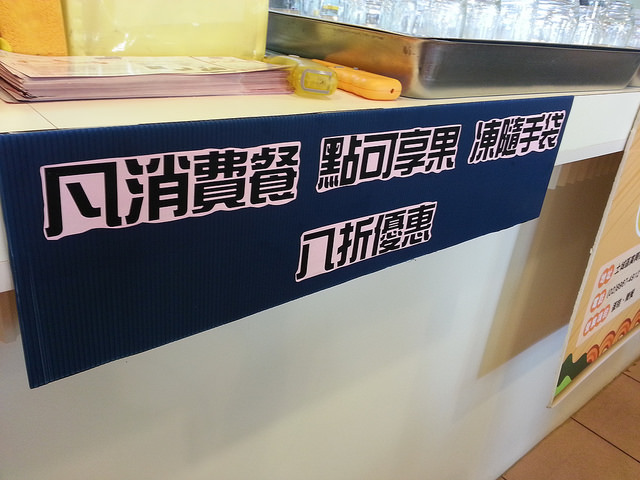 凡消費餐 點可享果 凍隨手袋
八折優惠